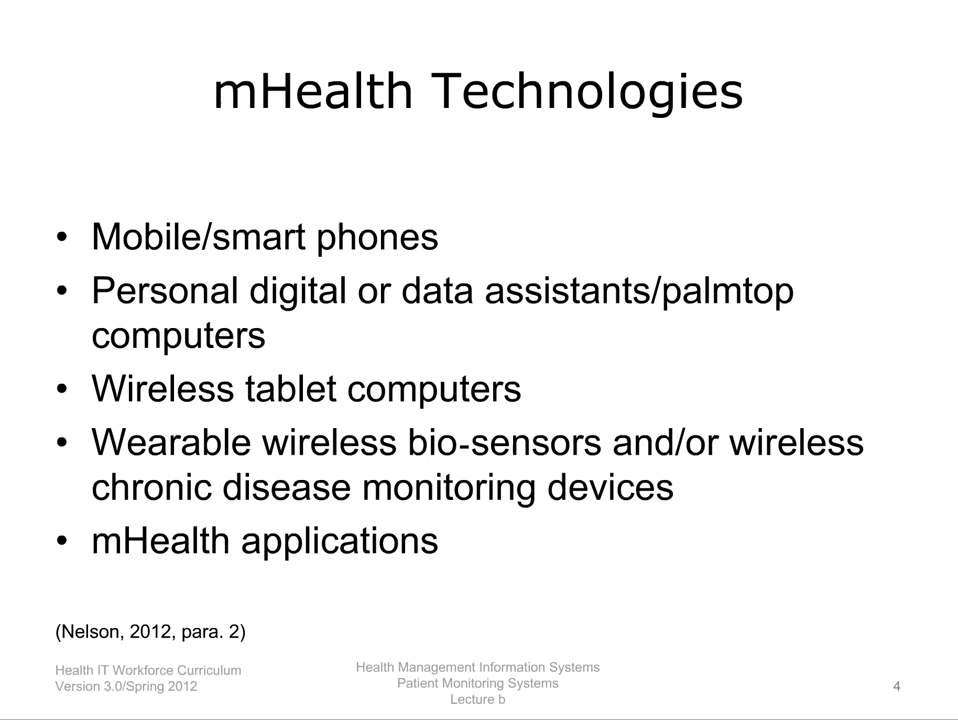 mHealth Technologies
• Mobile/smart phones
• Personal digital or data assistants/palmtop
computers
• Wireless tablet computers
• Wearable wireless bio-sensors and/or wireless
chronic disease monitoring devices
• mHealth applications
(Nelson, 2012, para. 2)
Health IT Workforce Curriculum
Version 3.0/Spring 2012
Health Management Information Systems
Patient Monitoring Systems
Lecture b
4